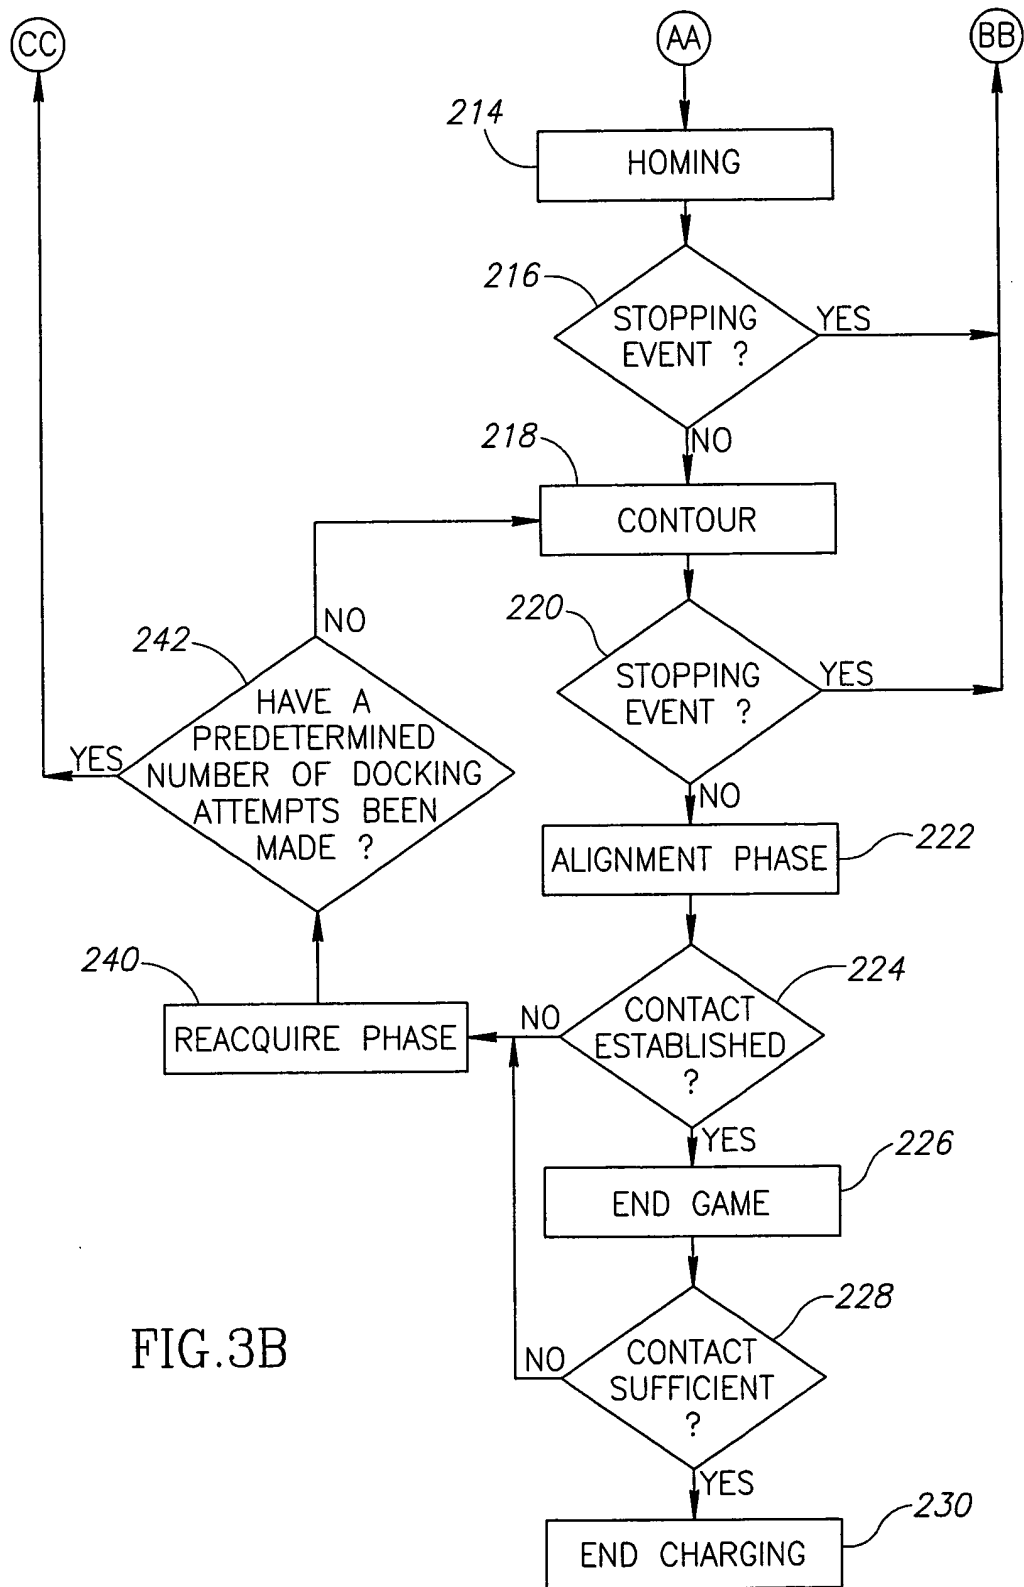 CC
AA
BB
214
HOMING
216
STOPPING
EVENT ?
YES
NO
218
CONTOUR
220
STOPPING
EVENT ?
YES
NO
242
NO
HAVE A
PREDETERMINED
NUMBER OF DOCKING
ATTEMPTS BEEN
MADE ?
YES
222
ALIGNMENT PHASE
240
REACQUIRE PHASE
224
CONTACT
ESTABLISHED
?
NO
YES
226
END GAME
228
CONTACT
SUFFICIENT
?
NO
YES
230
END CHARGING
FIG.3B